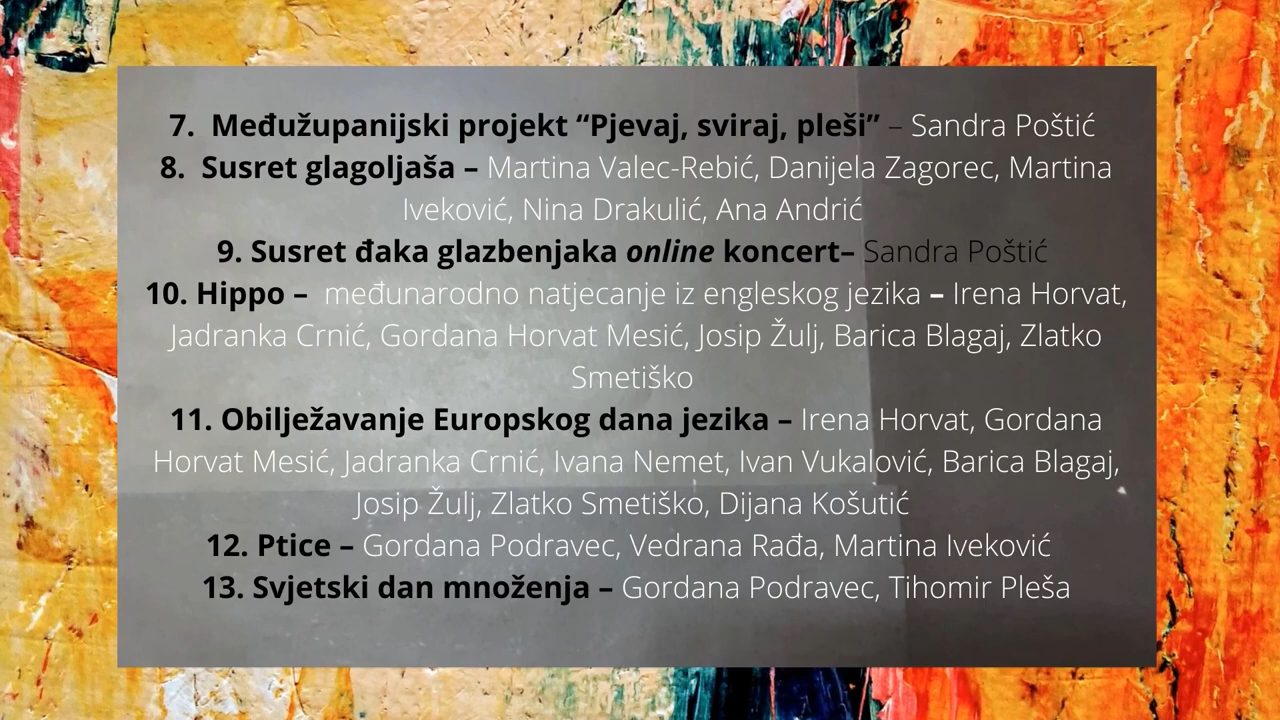 7. Međužupanijski projekt “Pjevaj, sviraj, pleši” – Sandra Poštić
8. Susret glagoljaša – Martina Valec-Rebić, Danijela Zagorec, Martina
Iveković, Nina Drakulić, Ana Andrić
9. Susret đaka glazbenjaka online koncert– Sandra Poštić
10. Hippo – međunarodno natjecanje iz engleskog jezika – Irena Horvat,
Jadranka Crnić, Gordana Horvat Mesić, Josip Žulj, Barica Blagaj, Zlatko
Smetiško
11. Obilježavanje Europskog dana jezika – Irena Horvat, Gordana
Horvat Mesić, Jadranka Crnić, Ivana Nemet, Ivan Vukalović, Barica Blagaj,
Josip Žulj, Zlatko Smetiško, Dijana Košutić
12. Ptice – Gordana Podravec, Vedrana Rađa, Martina Iveković
13. Svjetski dan množenja – Gordana Podravec, Tihomir Pleša